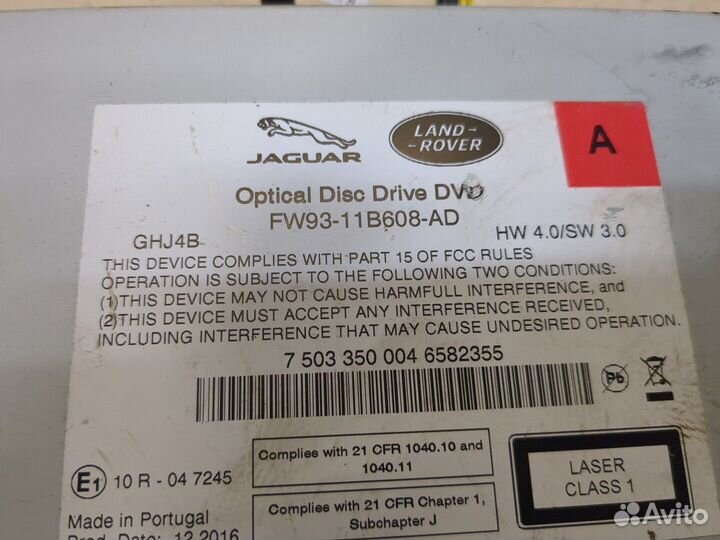 JAGUAR
LAND-
-ROVER
A
Optical Disc Drive DVD
FW93-11B608-AD
GHJ4B
HW 4.0/SW 3.0
THIS DEVICE COMPLIES WITH PART 15 OF FCC RULES
OPERATION IS SUBJECT TO THE FOLLOWING TWO CONDITIONS:
(1)THIS DEVICE MAY NOT CAUSE HARMFULL INTERFERENCE, and
(2)THIS DEVICE MUST ACCEPT ANY INTERFERENCE RECEIVED,
INCLUDING INTERFERENCE THAT MAY CAUSE UNDESIRED OPERATION.
7 503 350 004 6582355
Pb
Complies with 21 CFR 1040.10 and
1040.11
E1 10 R - 04 7245
LASER
CLASS 1
Complies with 21 CFR Chapter 1,
Subchapter J
Made in Portugal
Prod. Date: 12.2016
Avito